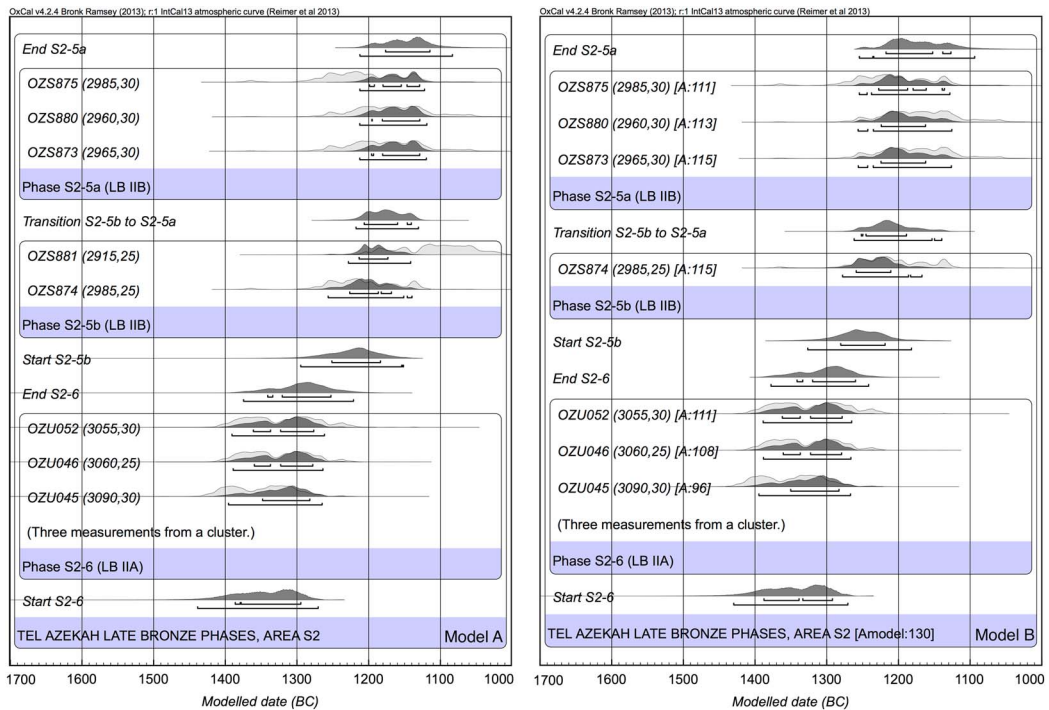 OxCal v4.2.4 Bronk Ramsey (2013); r:1 IntCal13 atmospheric curve (Reimer et al 2013)
End S2-5a
OZS875 (2985,30)
OZS880 (2960,30)
OZS873 (2965,30)
Phase S2-5a (LB IIB)
Transition S2-5b to S2-5a
OZS881 (2915,25)
OZS874 (2985,25)
Phase S2-5b (LB IIB)
Start S2-5b
End S2-6
OZU052 (3055,30)
OZU046 (3060,25)
OZU045 (3090,30)
(Three measurements from a cluster.)
Phase S2-6 (LB IIA)
Start S2-6
TEL AZEKAH LATE BRONZE PHASES, AREA S2 Model A
1700 1600 1500 1400 1300 1200 1100 1000
Modelled date (BC)
OxCal v4.2.4 Bronk Ramsey (2013); r:1 IntCal13 atmospheric curve (Reimer et al 2013)
End S2-5a
OZS875 (2985,30) [A:111]
OZS880 (2960,30) [A:113]
OZS873 (2965,30) [A:115]
Phase S2-5a (LB IIB)
Transition S2-5b to S2-5a
OZS874 (2985,25) [A:115]
Phase S2-5b (LB IIB)
Start S2-5b
End S2-6
OZU052 (3055,30) [A:111]
OZU046 (3060,25) [A:108]
OZU045 (3090,30) [A:96]
(Three measurements from a cluster.)
Phase S2-6 (LB IIA)
Start S2-6
TEL AZEKAH LATE BRONZE PHASES, AREA S2 [Amodel:130] Model B
1700 1600 1500 1400 1300 1200 1100 1000
Modelled date (BC)